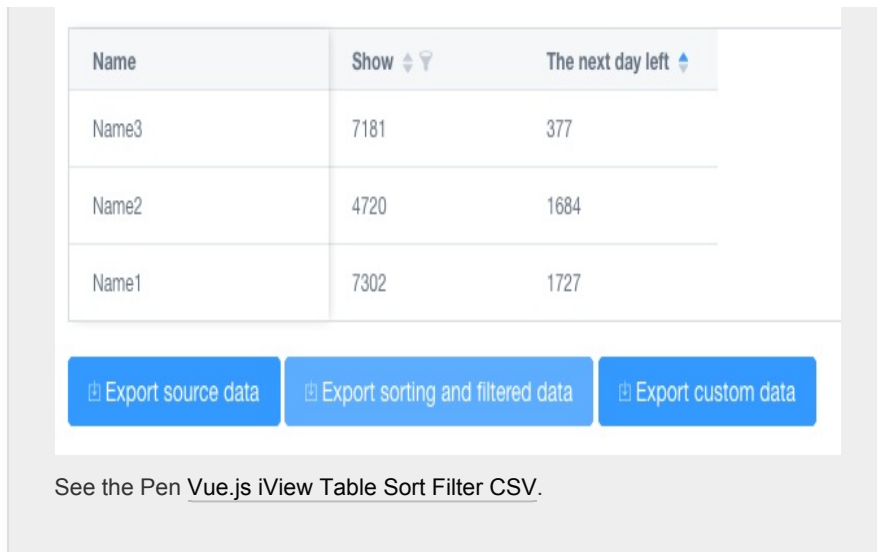 Name Show The next day left
Name3 7181 377
Name2 4720 1684
Name1 7302 1727
Export source data Export sorting and filtered data Export custom data
See the Pen Vue.js iView Table Sort Filter CSV.